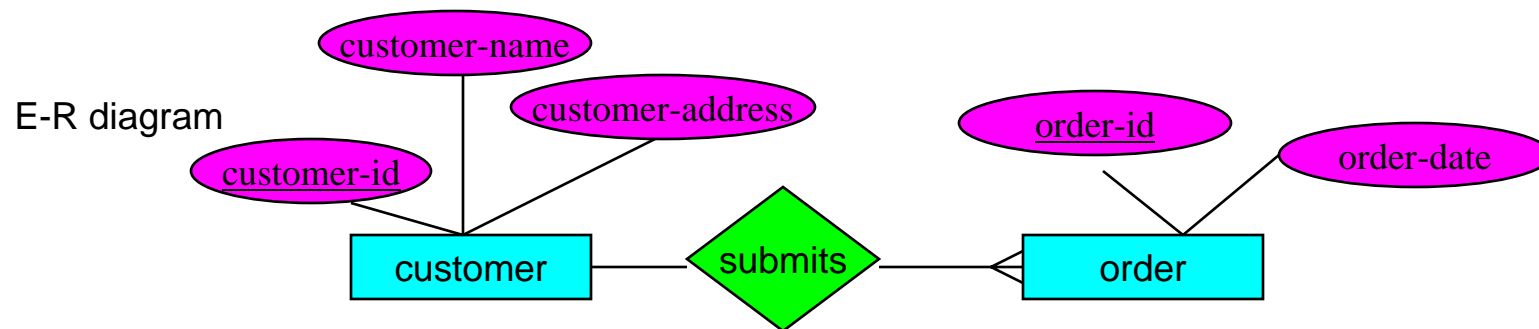 customer-name
E-R diagram
customer-address
order-id
order-date
customer-id
customer
submits
order